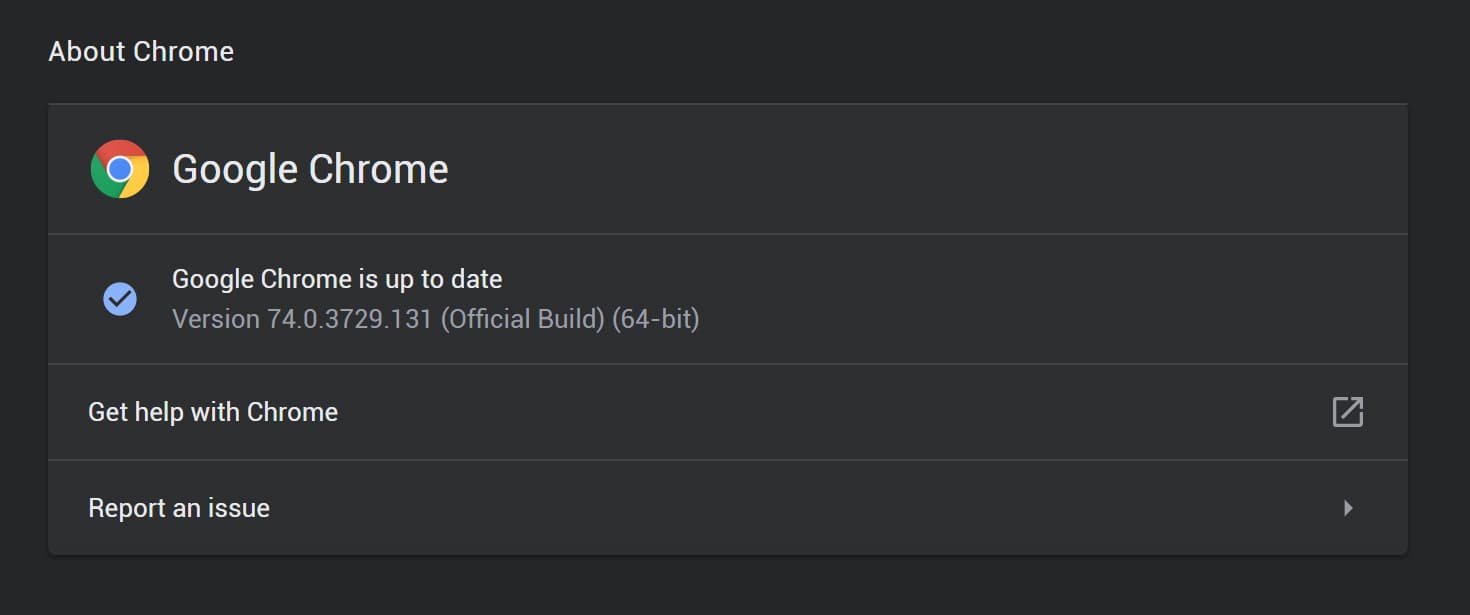 About Chrome
Google Chrome
Google Chrome is up to date
Version 74.0.3729.131 (Official Build) (64-bit)
Get help with Chrome
Report an issue